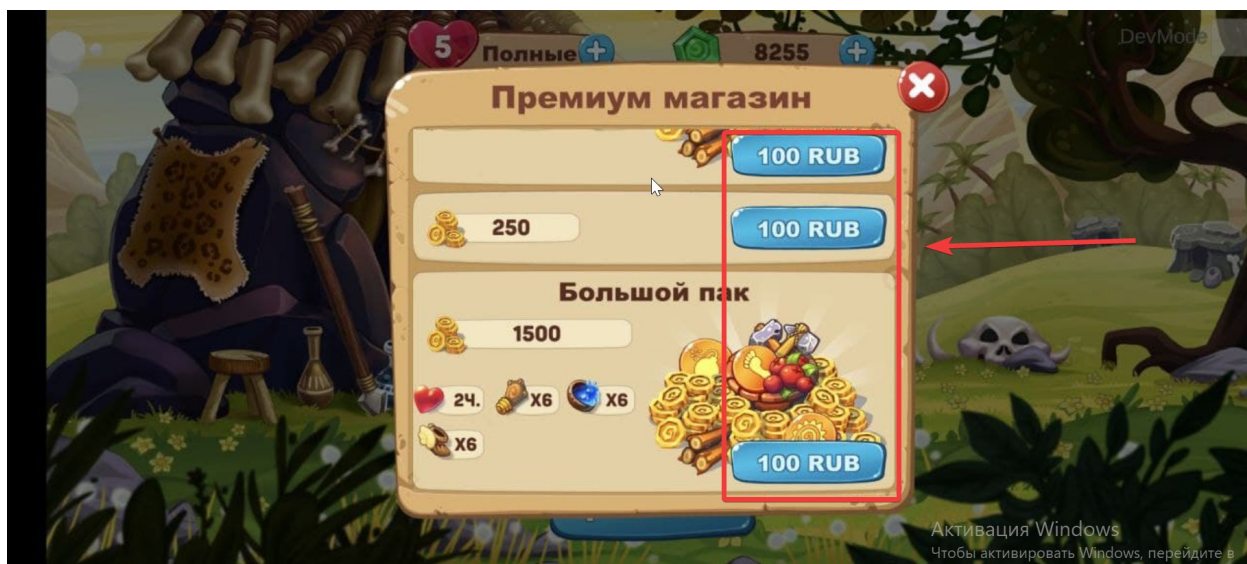 DevMode
5 Полные
8255
Премиум магазин
100 RUB
250
100 RUB
Большой пак
1500
2Ч.
X6
X6
X6
100 RUB
Активация Windows
Чтобы активировать Windows, перейдите в